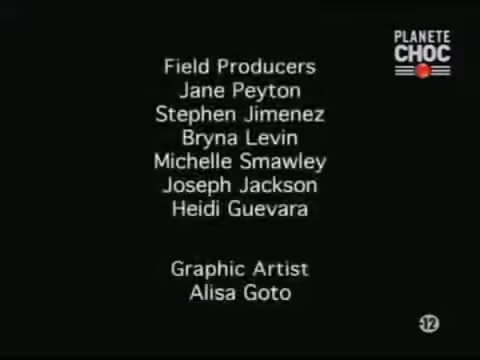 PLANETE
CHOC
Field Producers
Jane Peyton
Stephen Jimenez
Bryna Levin
Michelle Smawley
Joseph Jackson
Heidi Guevara
Graphic Artist
Alisa Goto
-12